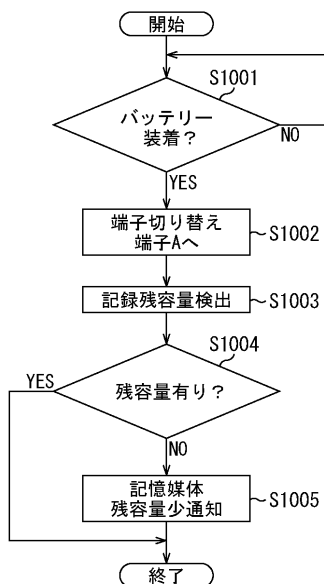 開始
S1001
バッテリー
装着？
NO
YES
端子切り替え
端子Aへ
S1002
記録残容量検出
S1003
S1004
YES
残容量有り？
NO
記憶媒体
残容量少通知
S1005
終了